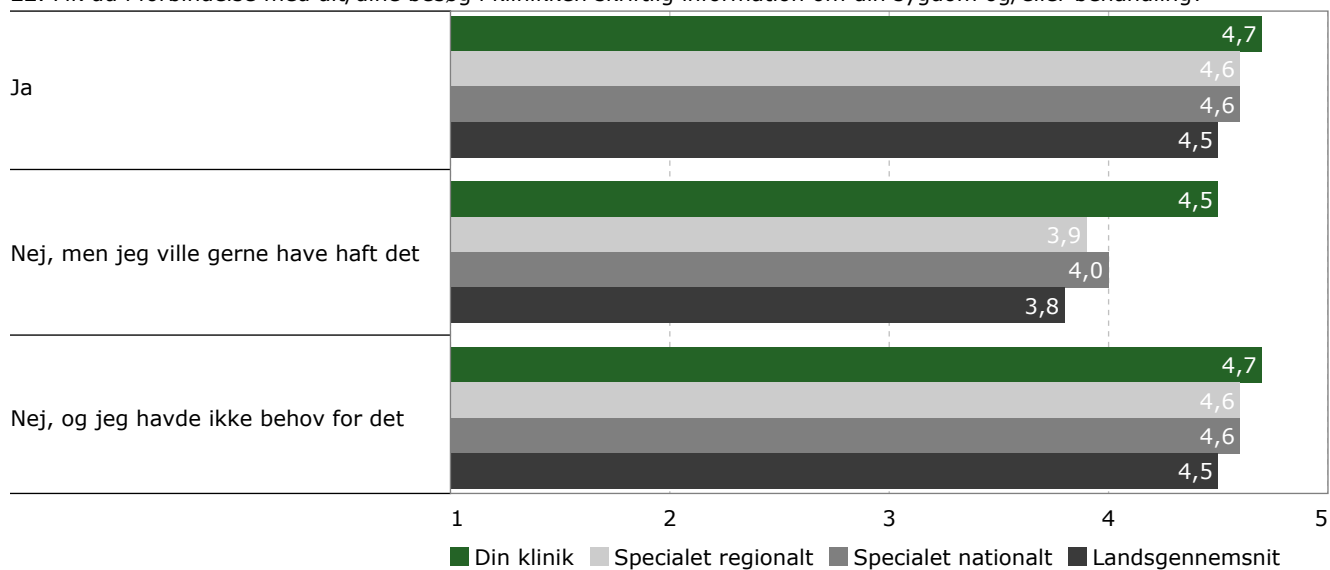 Ja
4,7
4,6
4,6
4,5
Nej, men jeg ville gerne have haft det
4,5
3,9
4,0
3,8
Nej, og jeg havde ikke behov for det
4,7
4,6
4,6
4,5
1 2 3 4 5
Din klinik Specialet regionalt Specialet nationalt Landsgennemsnit